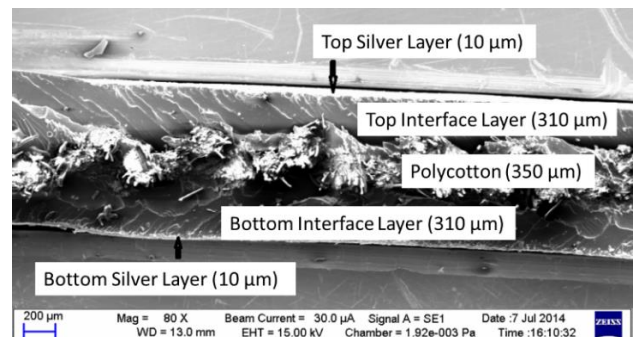 Top Silver Layer (10 μm)
Top Interface Layer (310 μm)
Polycotton (350 μm)
Bottom Interface Layer (310 μm)
Bottom Silver Layer (10 μm)
200 μm Mag = 80 X Beam Current = 30.0 μA Signal A = SE1 Date :7 Jul 2014 ZEISS
WD = 13.0 mm EHT = 15.00 kV Chamber = 1.92e-003 Pa Time :16:10:32